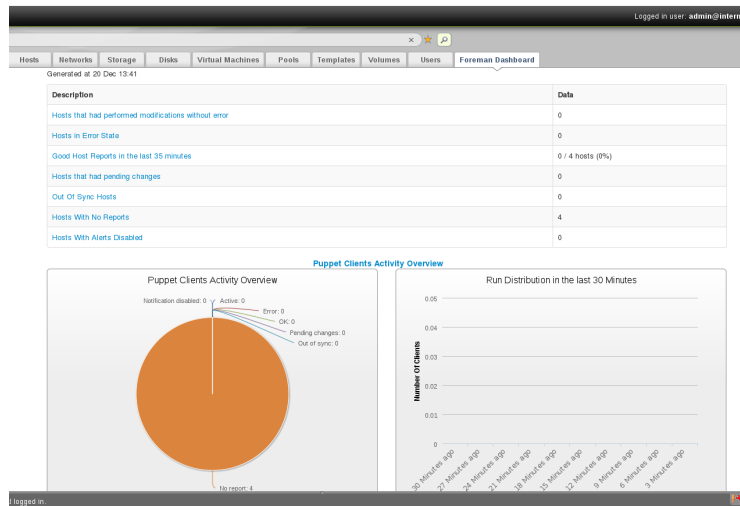 Logged in user: admin@intern
Hosts Networks Storage Disks Virtual Machines Pools Templates Volumes Users Foreman Dashboard
Generated at 20 Dec 13:41
Description Data
Hosts that had performed modifications without error 0
Hosts in Error State 0
Good Host Reports in the last 35 minutes 0 / 4 hosts (0%)
Hosts that had pending changes 0
Out Of Sync Hosts 0
Hosts With No Reports 4
Hosts With Alerts Disabled 0
Puppet Clients Activity Overview
Puppet Clients Activity Overview
Notification disabled: 0
Active: 0
Error: 0
OK: 0
Pending changes: 0
Out of sync: 0
No report: 4
Run Distribution in the last 30 Minutes
Number Of Clients
0.05
0.04
0.03
0.02
0.01
0
30 Minutes ago
27 Minutes ago
24 Minutes ago
21 Minutes ago
18 Minutes ago
15 Minutes ago
12 Minutes ago
9 Minutes ago
6 Minutes ago
3 Minutes ago
logged in.